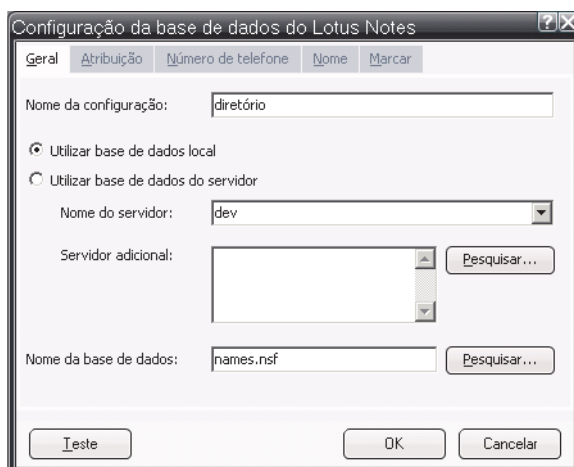 Configuração da base de dados do Lotus Notes
Geral Atribuição Número de telefone Nome Marcar
Nome da configuração: diretório
Utilizar base de dados local
Utilizar base de dados do servidor
Nome do servidor: dev
Servidor adicional: Pesquisar...
Nome da base de dados: names.nsf Pesquisar...
Teste OK Cancelar